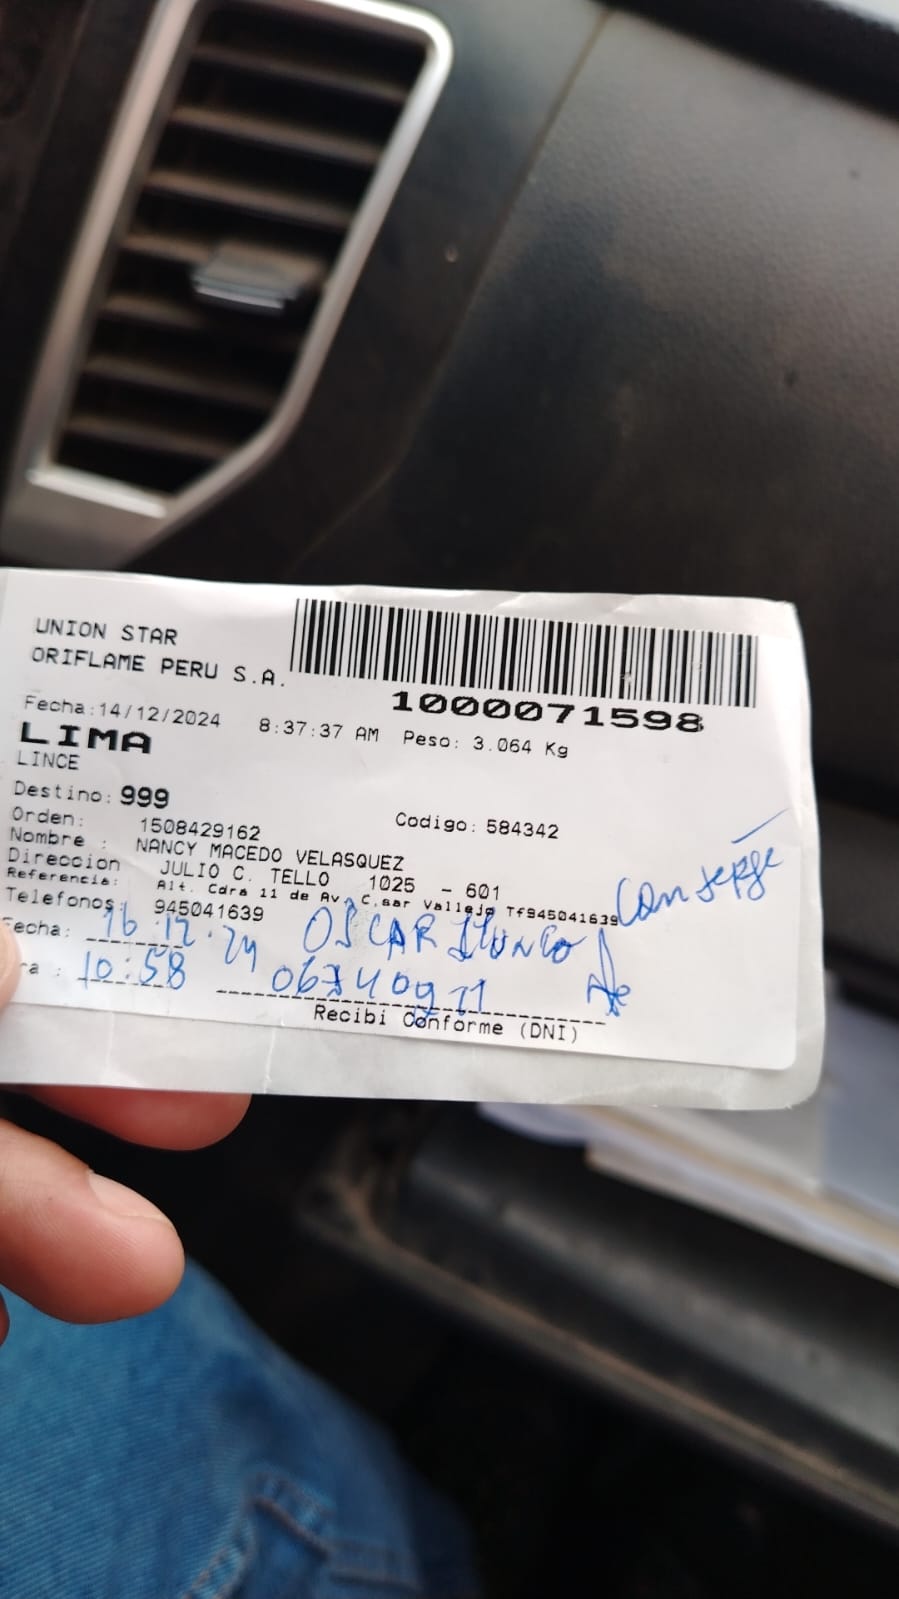 UNION STAR
ORIFLAME PERU S.A.
1000071598
Fecha:14/12/2024 8:37:37 AM Peso: 3.064 Kg
LIMA
LINCE
Destino: 999
Orden: 1508429162 Codigo: 584342
Nombre : NANCY MACEDO VELASQUEZ
Direccion JULIO C. TELLO 1025 - 601
Referencia: Alt. Cdra 11 de Av. C,sar Vallejo Tf945041639 Conserje
Telefonos: 945041639
echa: 16.12.24 OSCAR
ra : 10:58
Recibi Conforme (DNI)